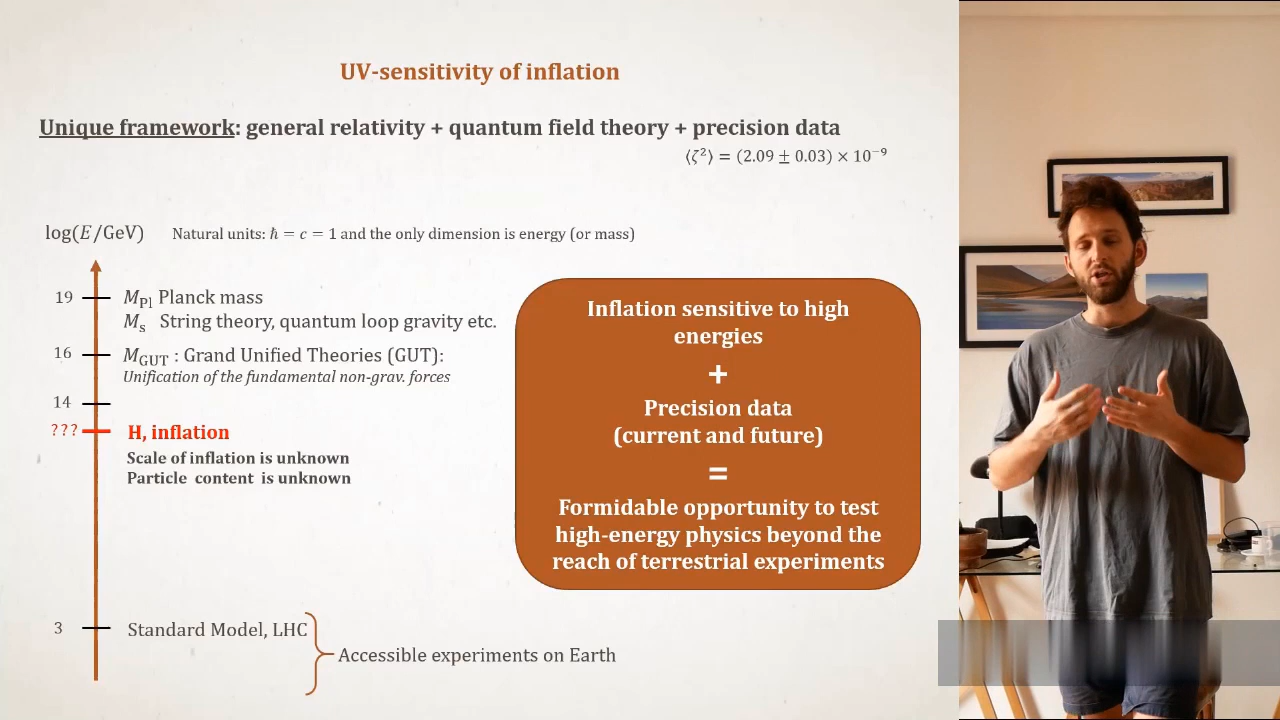 UV-sensitivity of inflation
Unique framework: general relativity + quantum field theory + precision data
⟨ζ²⟩ = (2.09 ± 0.03) × 10⁻⁹
log(E/GeV) Natural units: ℏ = c = 1 and the only dimension is energy (or mass)
19 M_Pl Planck mass
M_s String theory, quantum loop gravity etc.
16 M_GUT : Grand Unified Theories (GUT):
Unification of the fundamental non-grav. forces
14
??? H, inflation
Scale of inflation is unknown
Particle content is unknown
3 Standard Model, LHC
Accessible experiments on Earth
Inflation sensitive to high
energies
+
Precision data
(current and future)
=
Formidable opportunity to test
high-energy physics beyond the
reach of terrestrial experiments